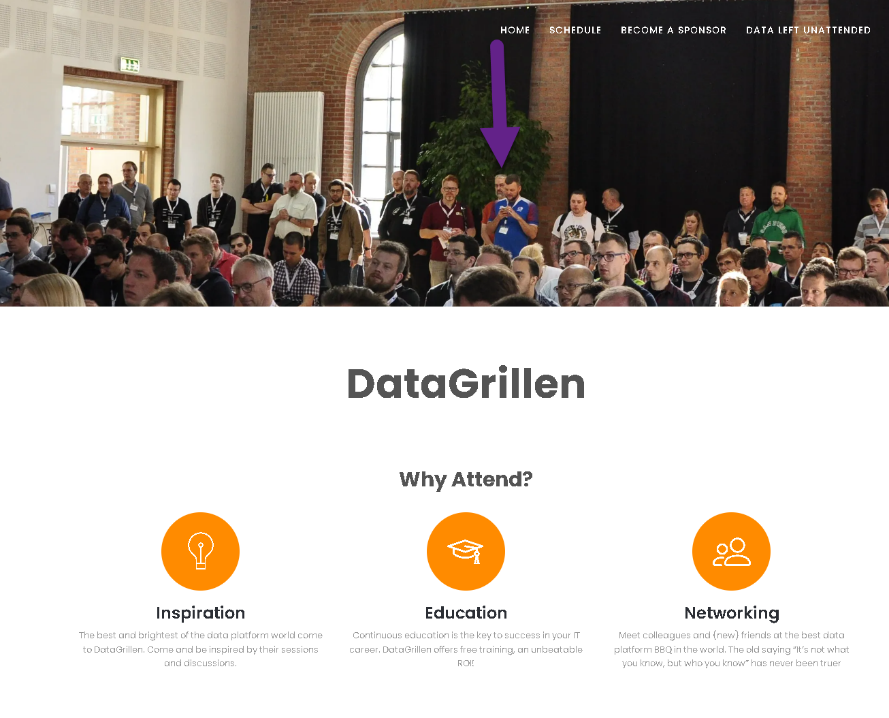 HOME SCHEDULE BECOME A SPONSOR DATA LEFT UNATTENDED
DataGrillen
Why Attend?
Inspiration
The best and brightest of the data platform world come
to DataGrillen. Come and be inspired by their sessions
and discussions.
Education
Continuous education is the key to success in your IT
career. DataGrillen offers free training, an unbeatable
ROI!
Networking
Meet colleagues and (new) friends at the best data
platform BBQ in the world. The old saying “It's not what
you know, but who you know” has never been truer